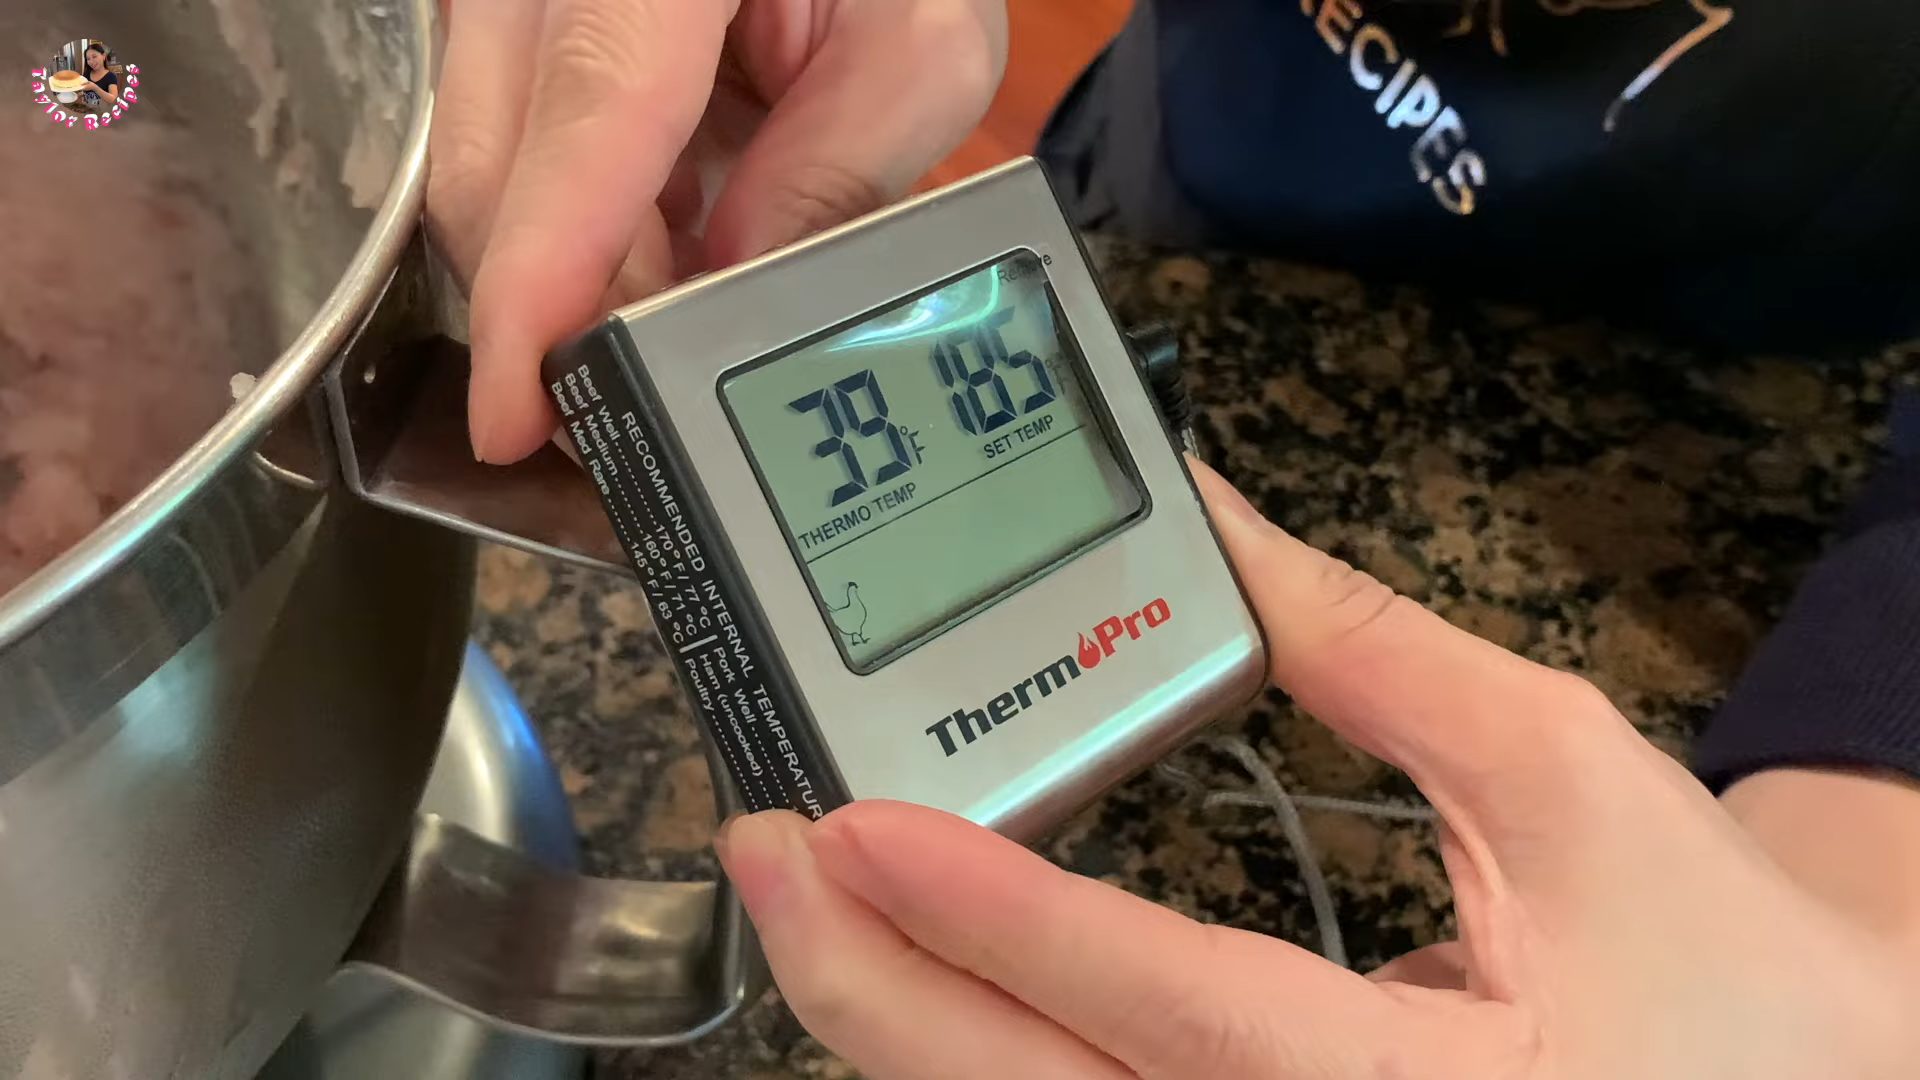 Taylor Recipes
RECIPES
39°F
185
THERMO TEMP
SET TEMP
ThermoPro
RECOMMENDED INTERNAL TEMPERATUR
Beef Well..........170°F/77°C | Pork Well
Beef Medium..........160°F/71°C | Ham (uncooked)
Beef Med Rare..........145°F/63°C | Poultry